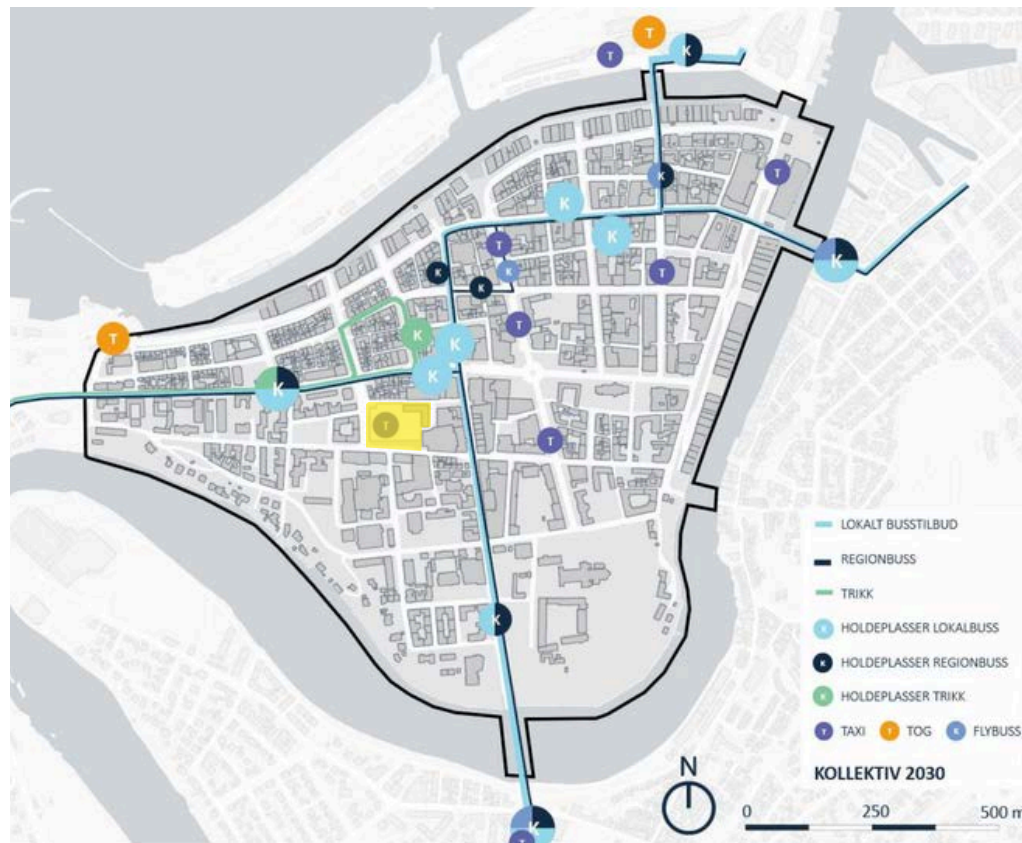 T
T
K
K
T
K
K
T
K
K
K
T
K
K
T
T
K
K
K
K
T
T
LOKALT BUSSTILBUD
REGIONBUSS
TRIKK
K HOLDEPLASSER LOKALBUSS
K
K HOLDEPLASSER REGIONBUSS
K HOLDEPLASSER TRIKK
T TAXI T TOG K FLYBUSS
KOLLEKTIV 2030
N
0 250 500 m
K
T